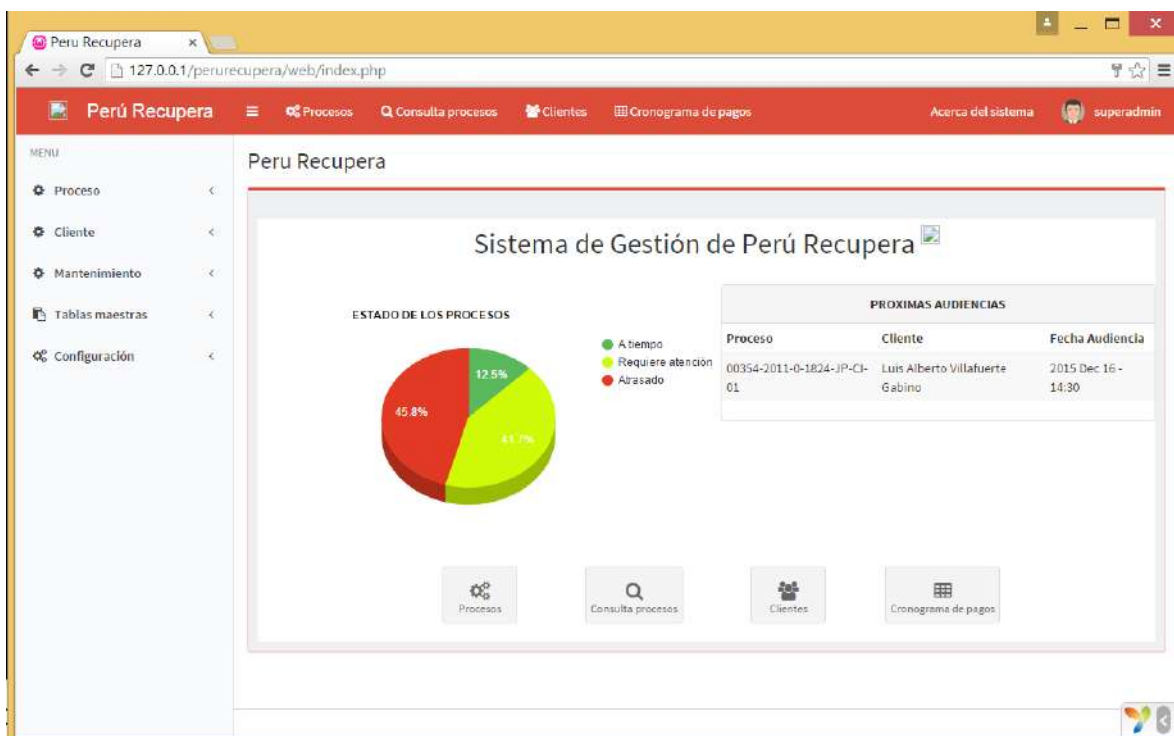 Peru Recupera
127.0.0.1/perurecupera/web/index.php
Perú Recupera
Procesos
Consulta procesos
Clientes
Cronograma de pagos
Acerca del sistema
superadmin
MENU
Proceso
Cliente
Mantenimiento
Tablas maestras
Configuración
Peru Recupera
Sistema de Gestión de Perú Recupera
ESTADO DE LOS PROCESOS
12.5%
45.8%
41.7%
A tiempo
Requiere atención
Atrasado
PROXIMAS AUDIENCIAS
Proceso Cliente Fecha Audiencia
00354-2011-0-1824-JP-CI- Luis Alberto Villafuerte 2015 Dec 16 -
01 Gabino 14:30
Procesos
Consulta procesos
Clientes
Cronograma de pagos